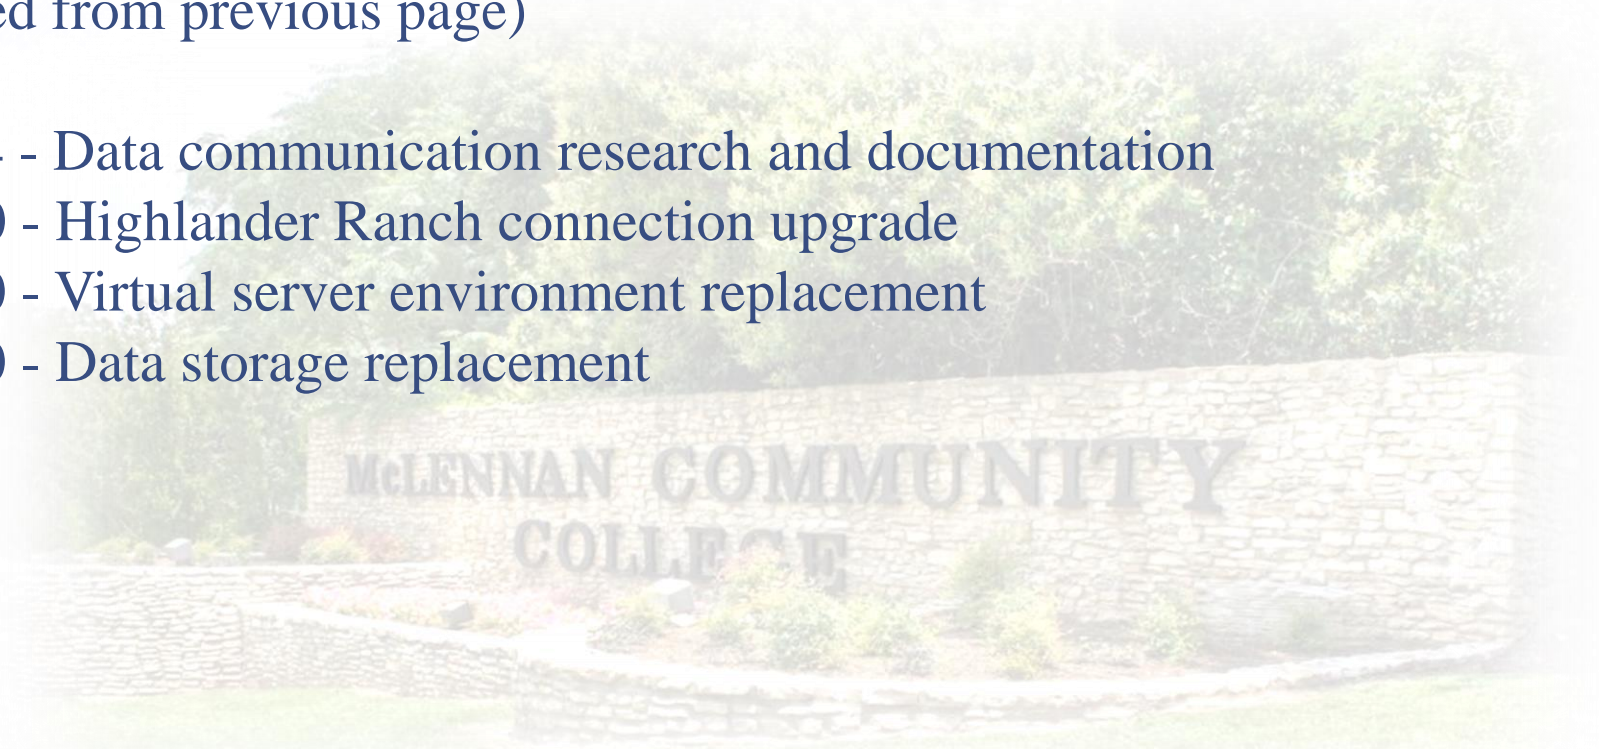 ed from previous page)
- Data communication research and documentation
- Highlander Ranch connection upgrade
- Virtual server environment replacement
- Data storage replacement
McLENNAN COMMUNITY
COLLEGE